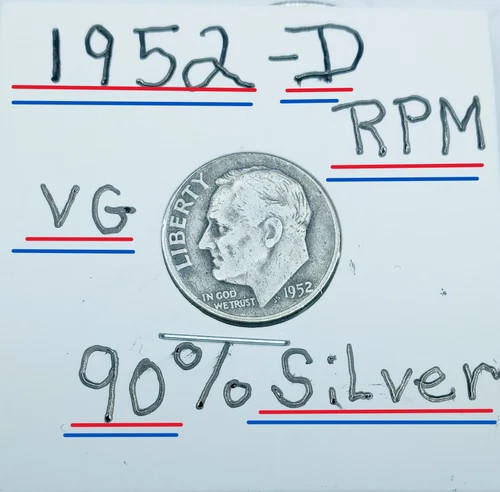 1952-D
RPM
VG
LIBERTY
IN GOD
WE TRUST
1952
90% Silver